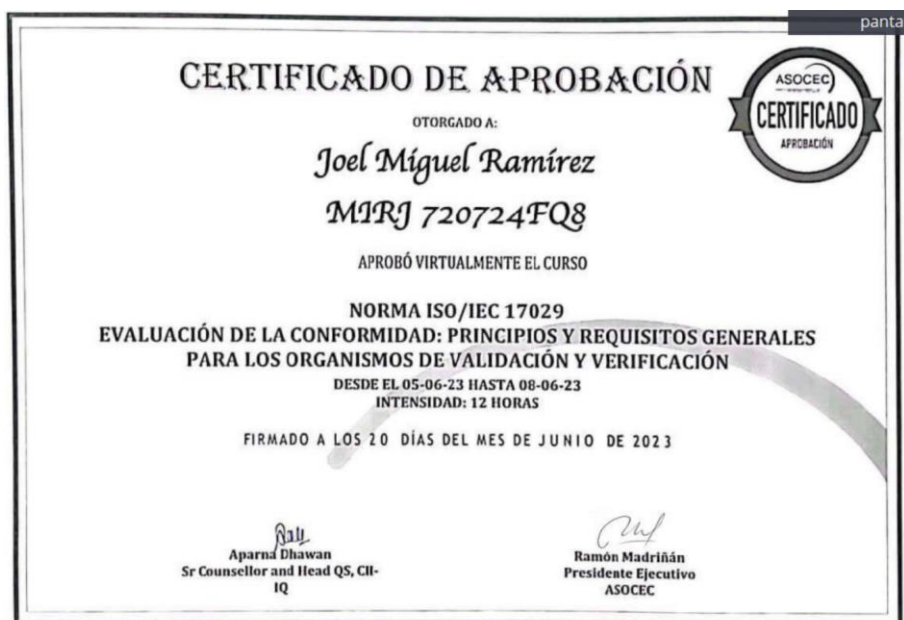 panta
CERTIFICADO DE APROBACIÓN
OTORGADO A:
Joel Miguel Ramírez
MIRJ 720724FQ8
APROBÓ VIRTUALMENTE EL CURSO
NORMA ISO/IEC 17029
EVALUACIÓN DE LA CONFORMIDAD: PRINCIPIOS Y REQUISITOS GENERALES
PARA LOS ORGANISMOS DE VALIDACIÓN Y VERIFICACIÓN
DESDE EL 05-06-23 HASTA 08-06-23
INTENSIDAD: 12 HORAS
FIRMADO A LOS 20 DÍAS DEL MES DE JUNIO DE 2023
ASOCEC
CERTIFICADO
APROBACIÓN
Aparna Dhawan
Sr Counsellor and Head QS, CII-
IQ
Ramón Madriñán
Presidente Ejecutivo
ASOCEC